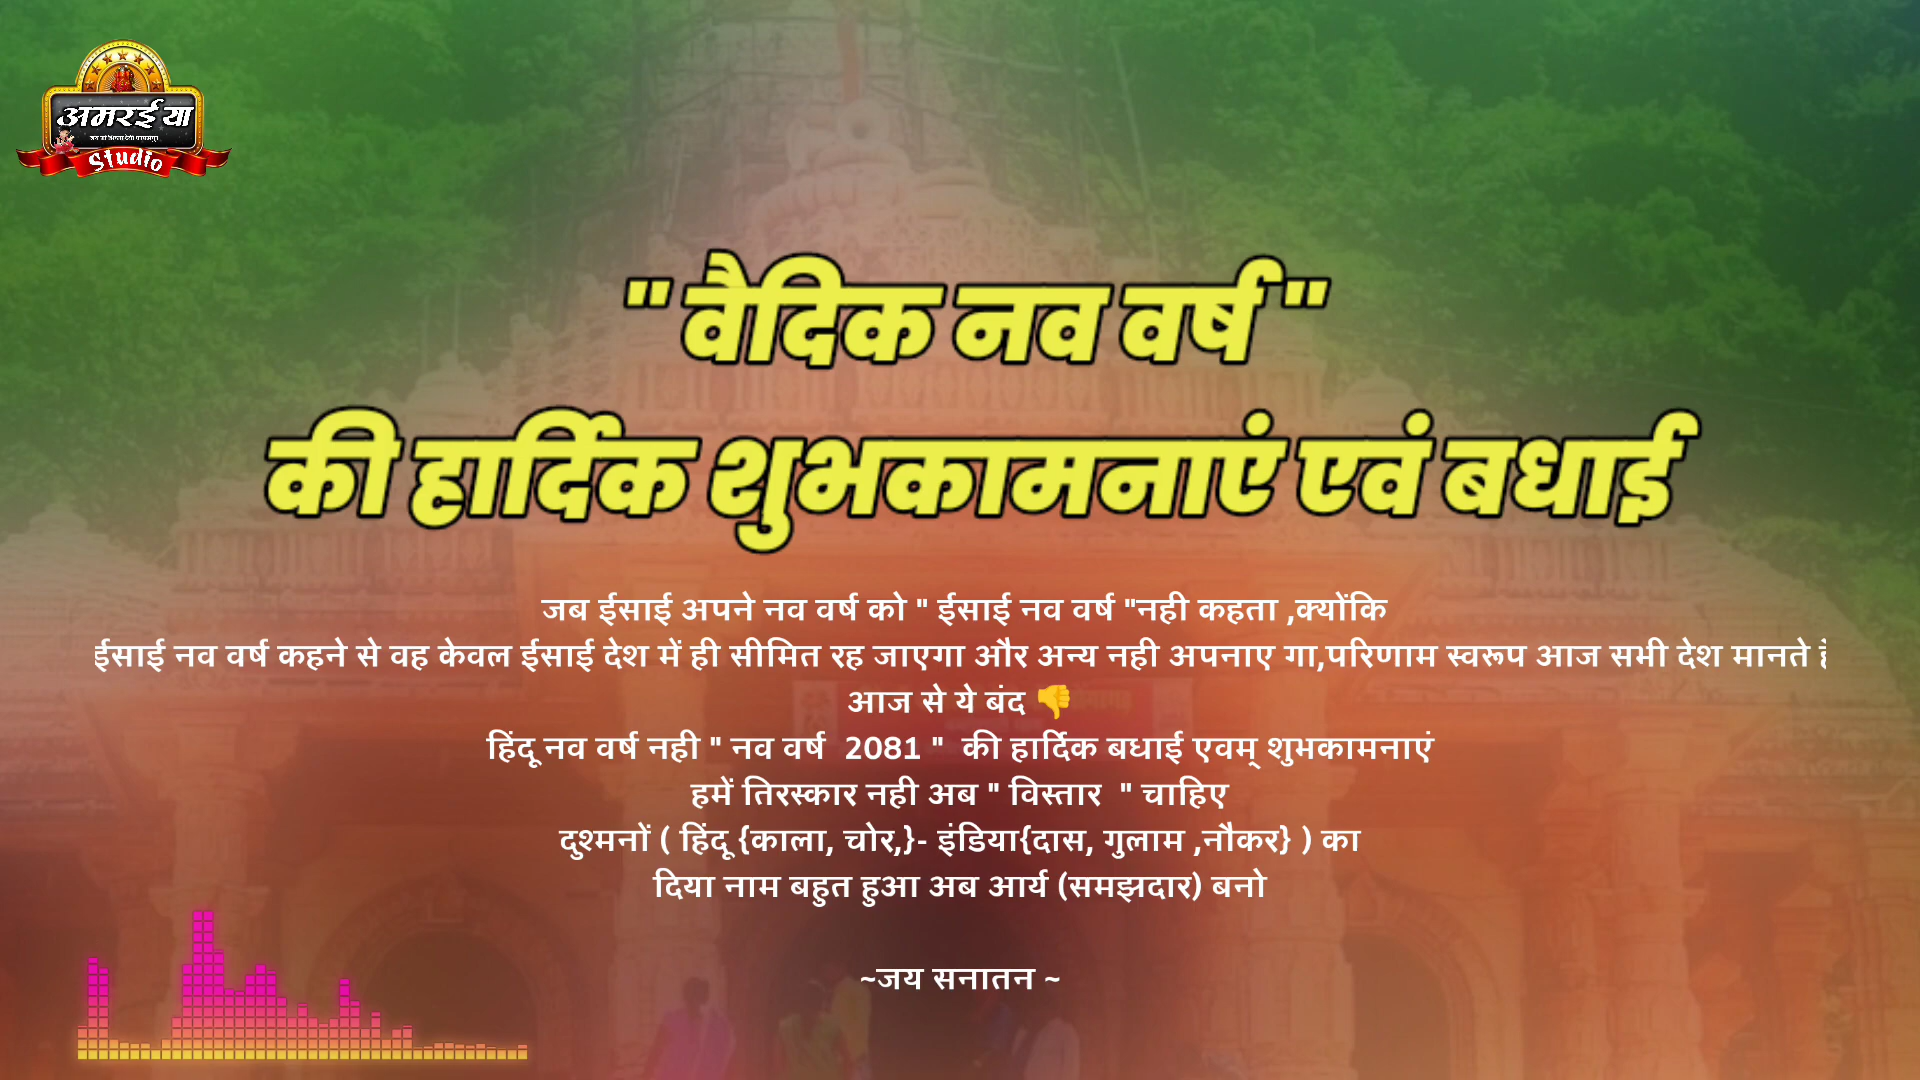 अमरईया
Studio
" वैदिक नव वर्ष "
की हार्दिक शुभकामनाएं एवं बधाई
जब ईसाई अपने नव वर्ष को " ईसाई नव वर्ष "नही कहता ,क्योंकि
ईसाई नव वर्ष कहने से वह केवल ईसाई देश में ही सीमित रह जाएगा और अन्य नही अपनाए गा,परिणाम स्वरूप आज सभी देश मानते
आज से ये बंद 👎
हिंदू नव वर्ष नही " नव वर्ष  2081 "  की हार्दिक बधाई एवम् शुभकामनाएं
हमें तिरस्कार नही अब " विस्तार  " चाहिए
दुश्मनों ( हिंदू {काला, चोर,}- इंडिया{दास, गुलाम ,नौकर} ) का
दिया नाम बहुत हुआ अब आर्य (समझदार) बनो
~जय सनातन ~